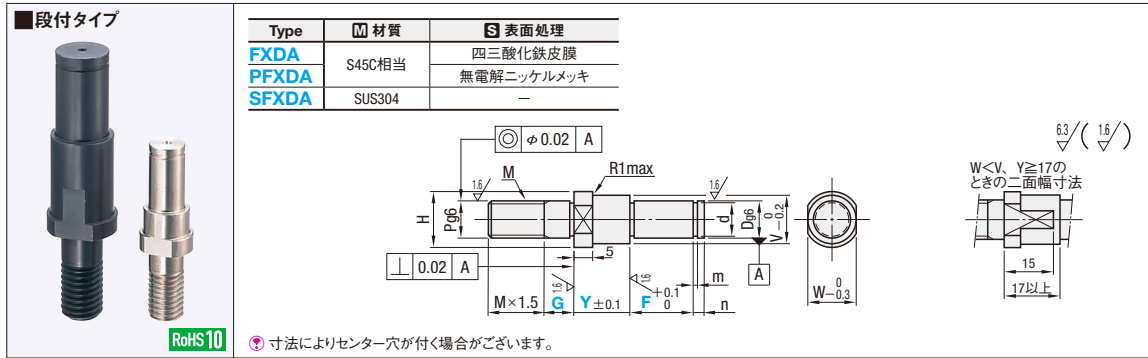 ■段付タイプ
RoHS10
Type M 材質 S 表面処理
FXDA S45C相当 四三酸化鉄皮膜
PFXDA 無電解ニッケルメッキ
SFXDA SUS304 －
◎ φ0.02 A
6.3 ( 1.6 )
M R1max
1.6
1.6
W<V、Y≧17の
ときの二面幅寸法
H
Pg6
d
Dg6
V 0 -0.2
5
A
⊥ 0.02 A
1.6
1.6
m
M×1.5 G Y±0.1 F +0.1 0 n
W 0 -0.3
15
17以上
寸法によりセンター穴が付く場合がございます。